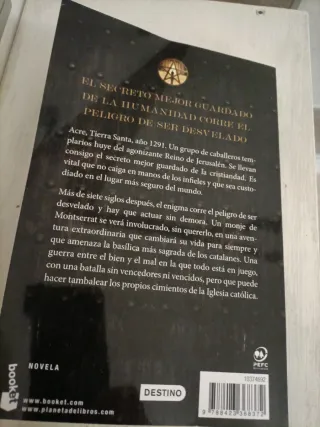 EL SECRETO MEJOR GUARDADO
DE LA HUMANIDAD CORRE EL
PELIGRO DE SER DESVELADO
Acre, Tierra Santa, año 1291. Un grupo de caballeros tem-
plarios huye del agonizante Reino de Jerusalén. Se llevan
consigo el secreto mejor guardado de la cristiandad. Es
vital que no caiga en manos de los infieles y que sea custo-
diado en el lugar más seguro del mundo.
Más de siete siglos después, el enigma corre el peligro de ser
desvelado y hay que actuar sin demora. Un monje de
Montserrat se verá involucrado, sin quererlo, en una aven-
tura extraordinaria que cambiará su vida para siempre y
que amenaza la basílica más sagrada de los catalanes. Una
guerra entre el bien y el mal en la que todo está en juego,
con una batalla sin vencedores ni vencidos, pero que puede
hacer tambalear los propios cimientos de la Iglesia católica.
PEFC
NOVELA
booket
DESTINO
www.booket.com
www.planetadelibros.com